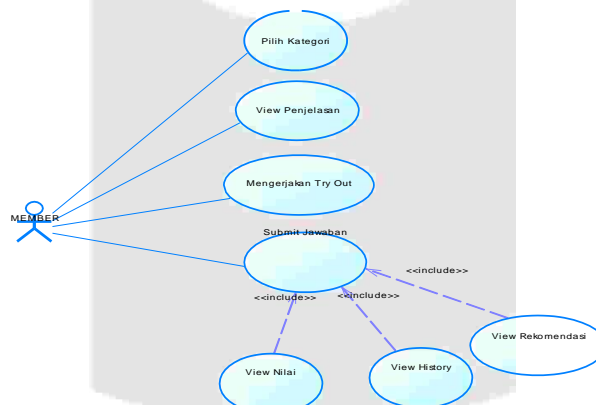 Pilih Kategori
View Penjelasan
Mengerjakan Try Out
MEMBER
Submit Jawaban
<<include>>
<<include>>
<<include>>
View Rekomendasi
View History
View Nilai